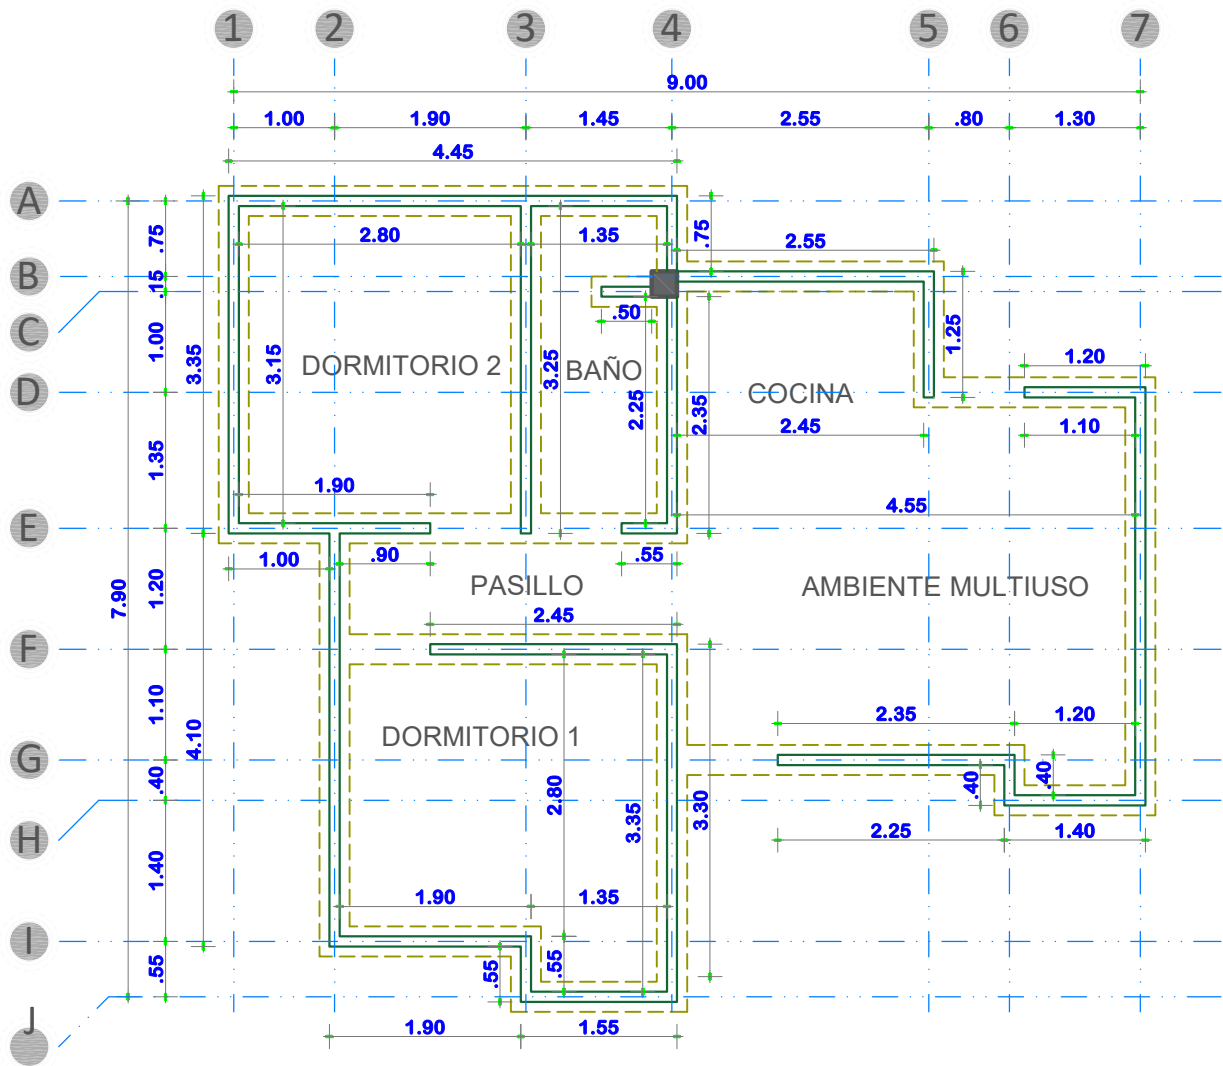 1 2 3 4 5 6 7
9.00
1.00 1.90 1.45 2.55 .80 1.30
4.45
A
.75
.75
2.80 1.35 2.55
B
.15
C
.50
1.00
3.35
3.15
3.25
1.25
DORMITORIO 2 BAÑO
1.20
D
COCINA
2.25
2.35
2.45 1.10
1.35
1.90
4.55
E
1.00 .90 .55
7.90
1.20
PASILLO AMBIENTE MULTIUSO
2.45
F
1.10
4.10
2.35 1.20
DORMITORIO 1
G
.40
.40
.40
2.80
3.35
3.30
H
2.25 1.40
1.40
1.90 1.35
I
.55
.55
.55
J
1.90 1.55